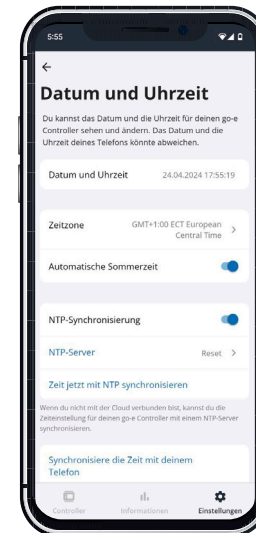 5:55
Datum und Uhrzeit
Du kannst das Datum und die Uhrzeit für deinen go-e
Controller sehen und ändern. Das Datum und die
Uhrzeit deines Telefons könnte abweichen.
Datum und Uhrzeit 24.04.2024 17:55:19
Zeitzone GMT+1:00 ECT European
Central Time
Automatische Sommerzeit
NTP-Synchronisierung
NTP-Server Reset
Zeit jetzt mit NTP synchronisieren
Wenn du nicht mit der Cloud verbunden bist, kannst du die
Zeiteinstellung für deinen go-e Controller mit einem NTP-Server
synchronisieren.
Synchronisiere die Zeit mit deinem
Telefon
Controller Informationen Einstellungen